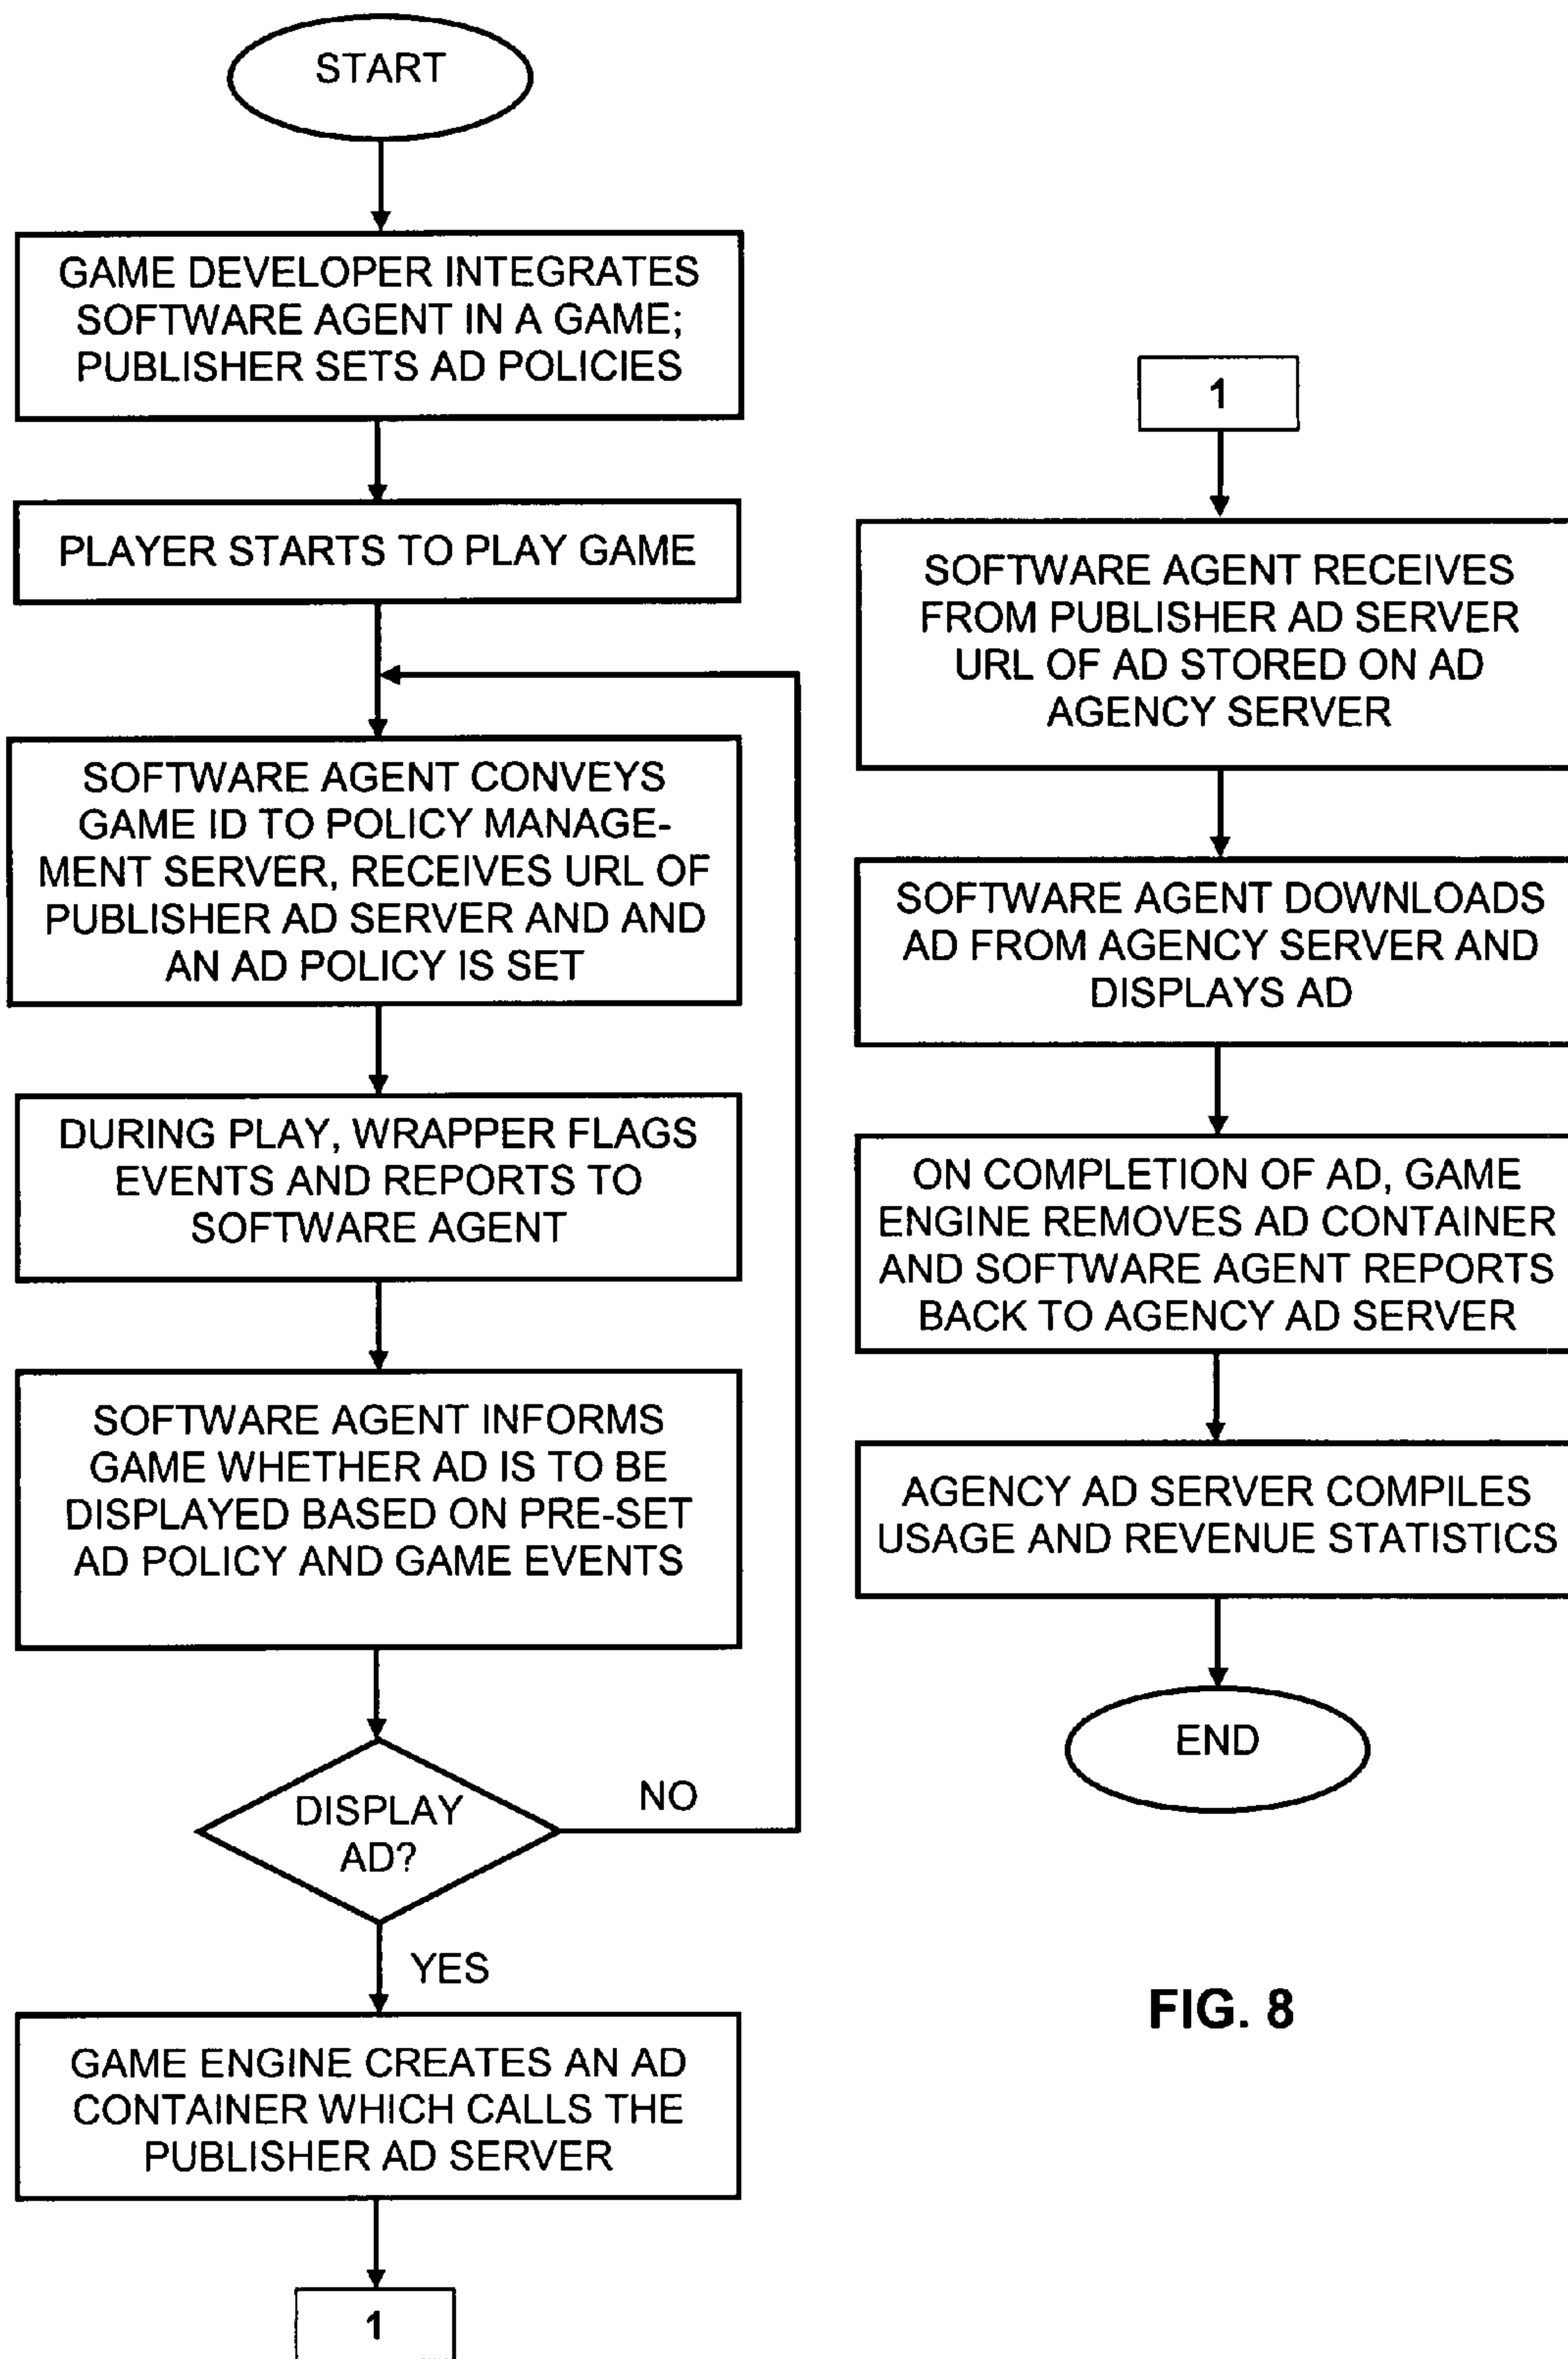 START
GAME DEVELOPER INTEGRATES
SOFTWARE AGENT IN A GAME;
PUBLISHER SETS AD POLICIES
PLAYER STARTS TO PLAY GAME
SOFTWARE AGENT CONVEYS
GAME ID TO POLICY MANAGE-
MENT SERVER, RECEIVES URL OF
PUBLISHER AD SERVER AND AND
AN AD POLICY IS SET
DURING PLAY, WRAPPER FLAGS
EVENTS AND REPORTS TO
SOFTWARE AGENT
SOFTWARE AGENT INFORMS
GAME WHETHER AD IS TO BE
DISPLAYED BASED ON PRE-SET
AD POLICY AND GAME EVENTS
DISPLAY
AD?
NO
YES
GAME ENGINE CREATES AN AD
CONTAINER WHICH CALLS THE
PUBLISHER AD SERVER
1
1
SOFTWARE AGENT RECEIVES
FROM PUBLISHER AD SERVER
URL OF AD STORED ON AD
AGENCY SERVER
SOFTWARE AGENT DOWNLOADS
AD FROM AGENCY SERVER AND
DISPLAYS AD
ON COMPLETION OF AD, GAME
ENGINE REMOVES AD CONTAINER
AND SOFTWARE AGENT REPORTS
BACK TO AGENCY AD SERVER
AGENCY AD SERVER COMPILES
USAGE AND REVENUE STATISTICS
END
FIG. 8